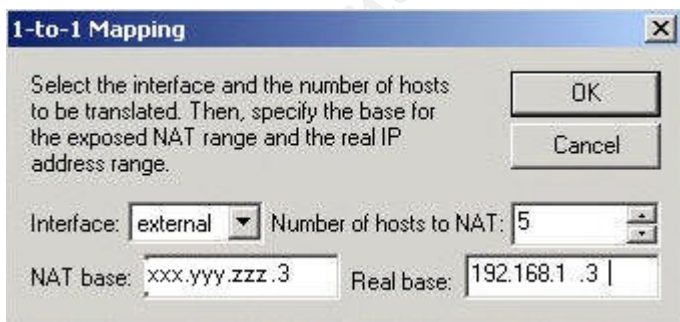 1-to-1 Mapping
Select the interface and the number of hosts
to be translated. Then, specify the base for
the exposed NAT range and the real IP
address range.
OK
Cancel
Interface: external Number of hosts to NAT: 5
NAT base: xxx.yyy.zzz.3 Real base: 192.168.1 .3